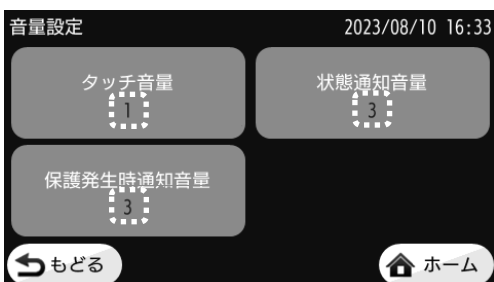 音量設定 2023/08/10 16:33
タッチ音量 状態通知音量
1 3
保護発生時通知音量
3
もどる ホーム